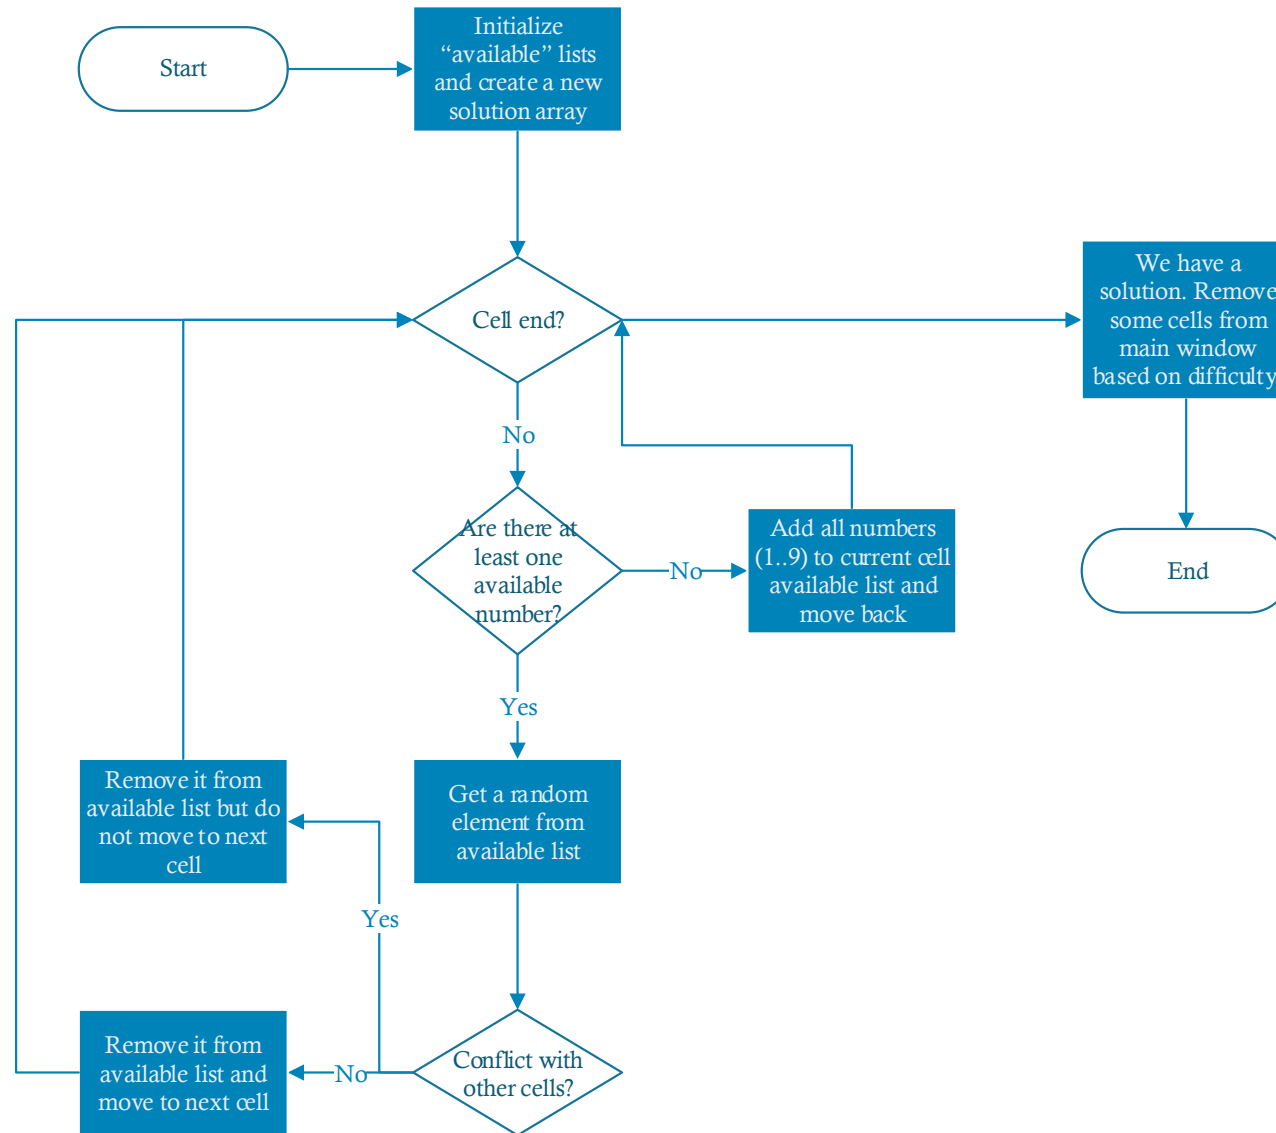 Start
Initialize
“available” lists
and create a new
solution array
Cell end?
We have a
solution. Remove
some cells from
main window
based on difficulty
No
Are there at
least one
available
number?
No
Add all numbers
(1..9) to current cell
available list and
move back
End
Yes
Remove it from
available list but do
not move to next
cell
Get a random
element from
available list
Yes
Remove it from
available list and
move to next cell
No
Conflict with
other cells?